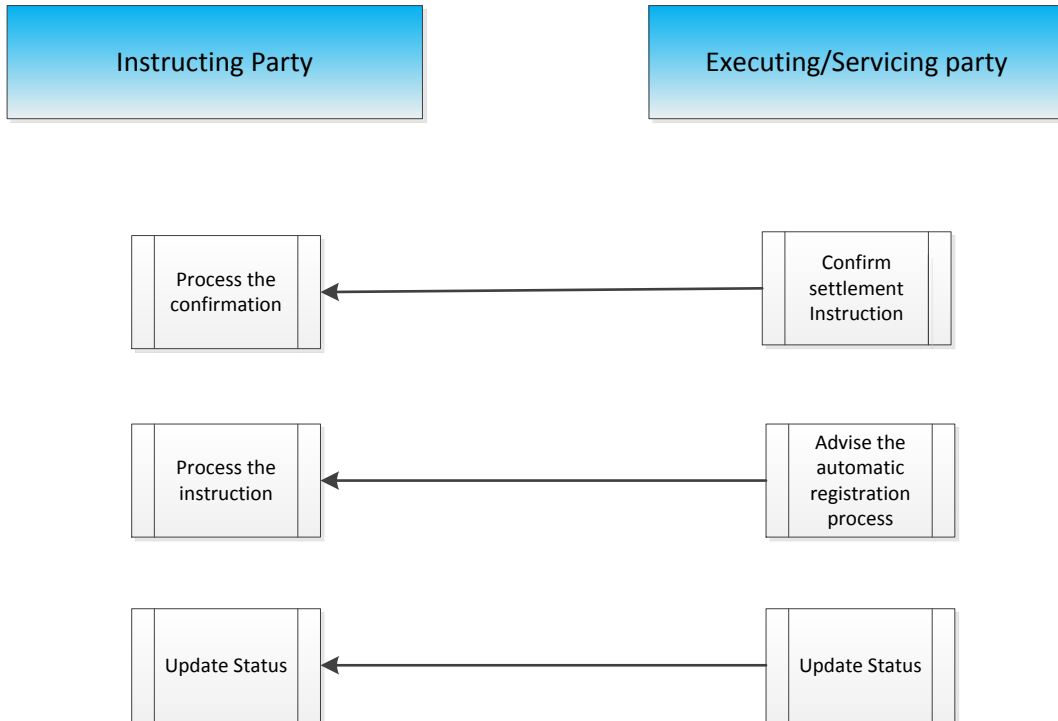 Instructing Party
Executing/Servicing party
Process the
confirmation
Confirm
settlement
Instruction
Process the
instruction
Advise the
automatic
registration
process
Update Status
Update Status